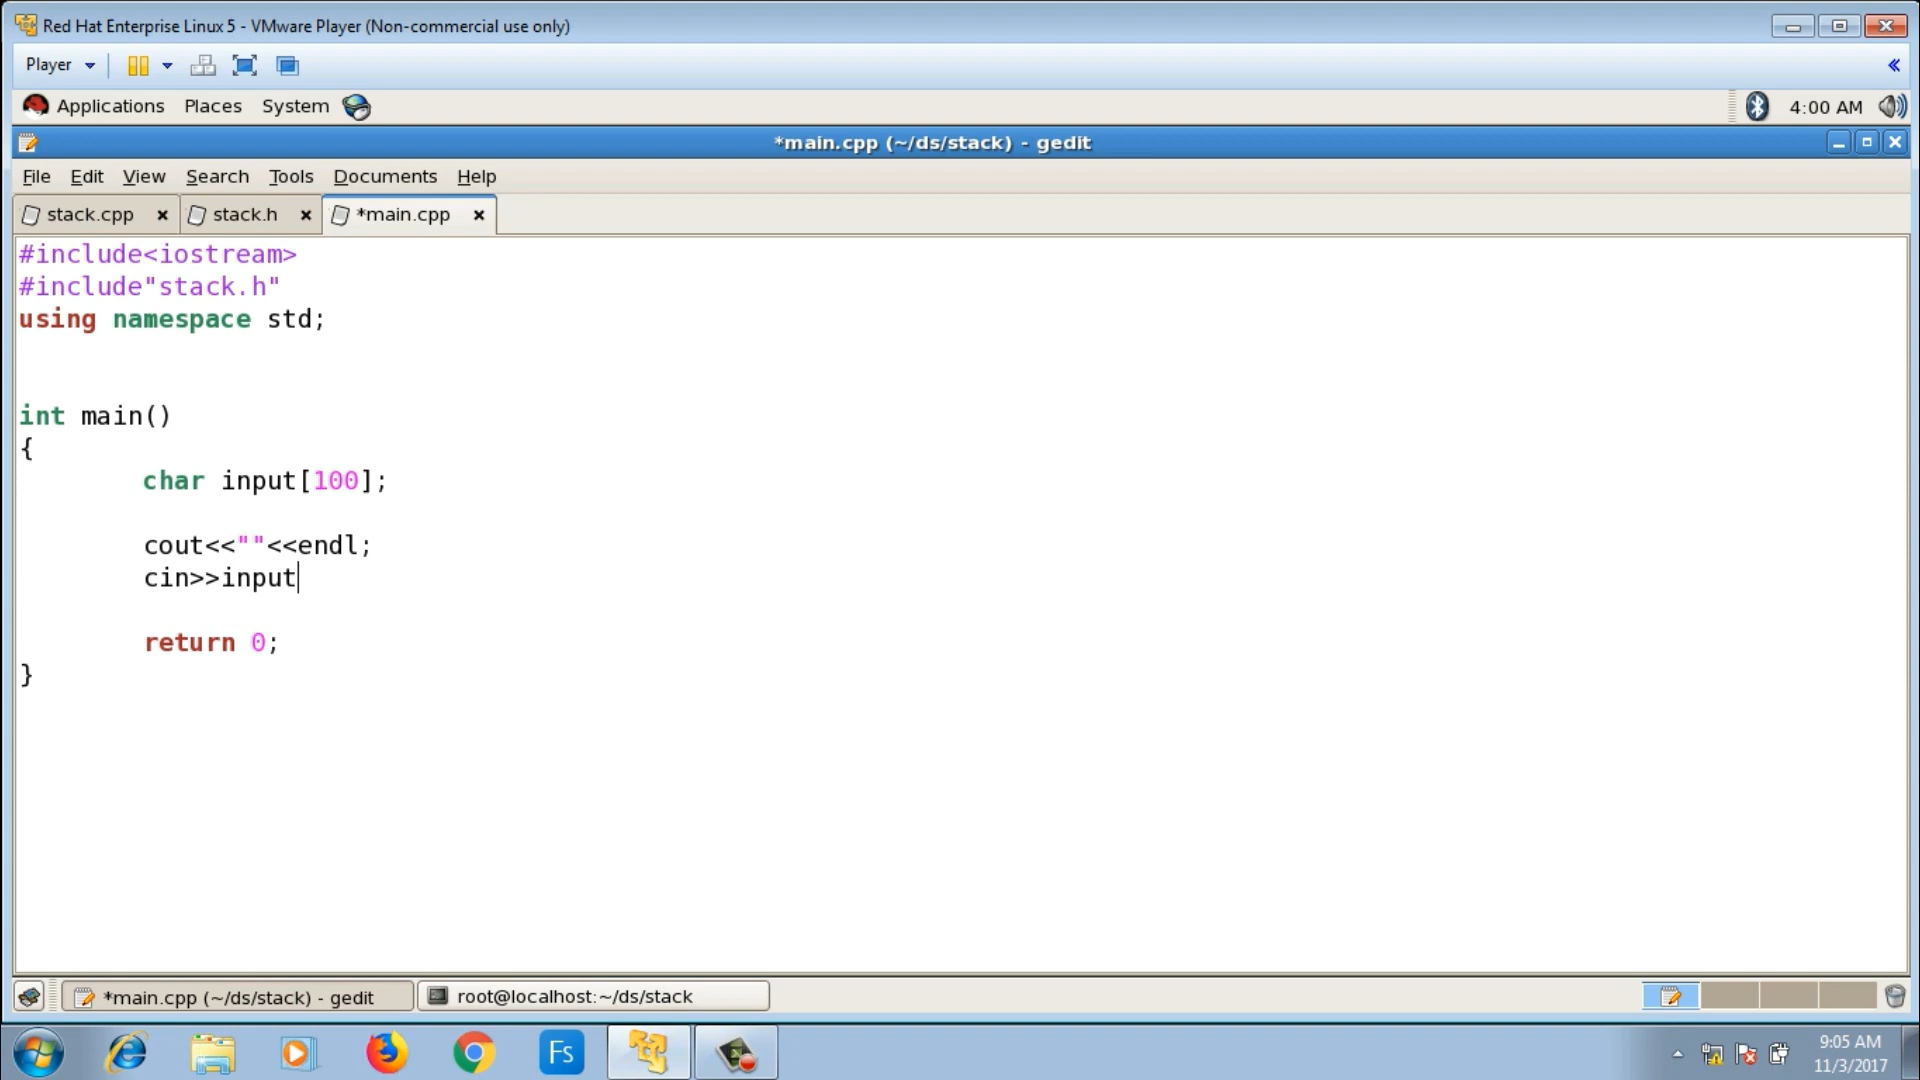 Red Hat Enterprise Linux 5 - VMware Player (Non-commercial use only)
Player
Applications Places System 4:00 AM
*main.cpp (~/ds/stack) - gedit
File Edit View Search Tools Documents Help
stack.cpp stack.h *main.cpp
#include<iostream>
#include"stack.h"
using namespace std;
int main()
{
char input[100];
cout<<""<<endl;
cin>>input
return 0;
}
*main.cpp (~/ds/stack) - gedit root@localhost:~/ds/stack
Fs
9:05 AM
11/3/2017